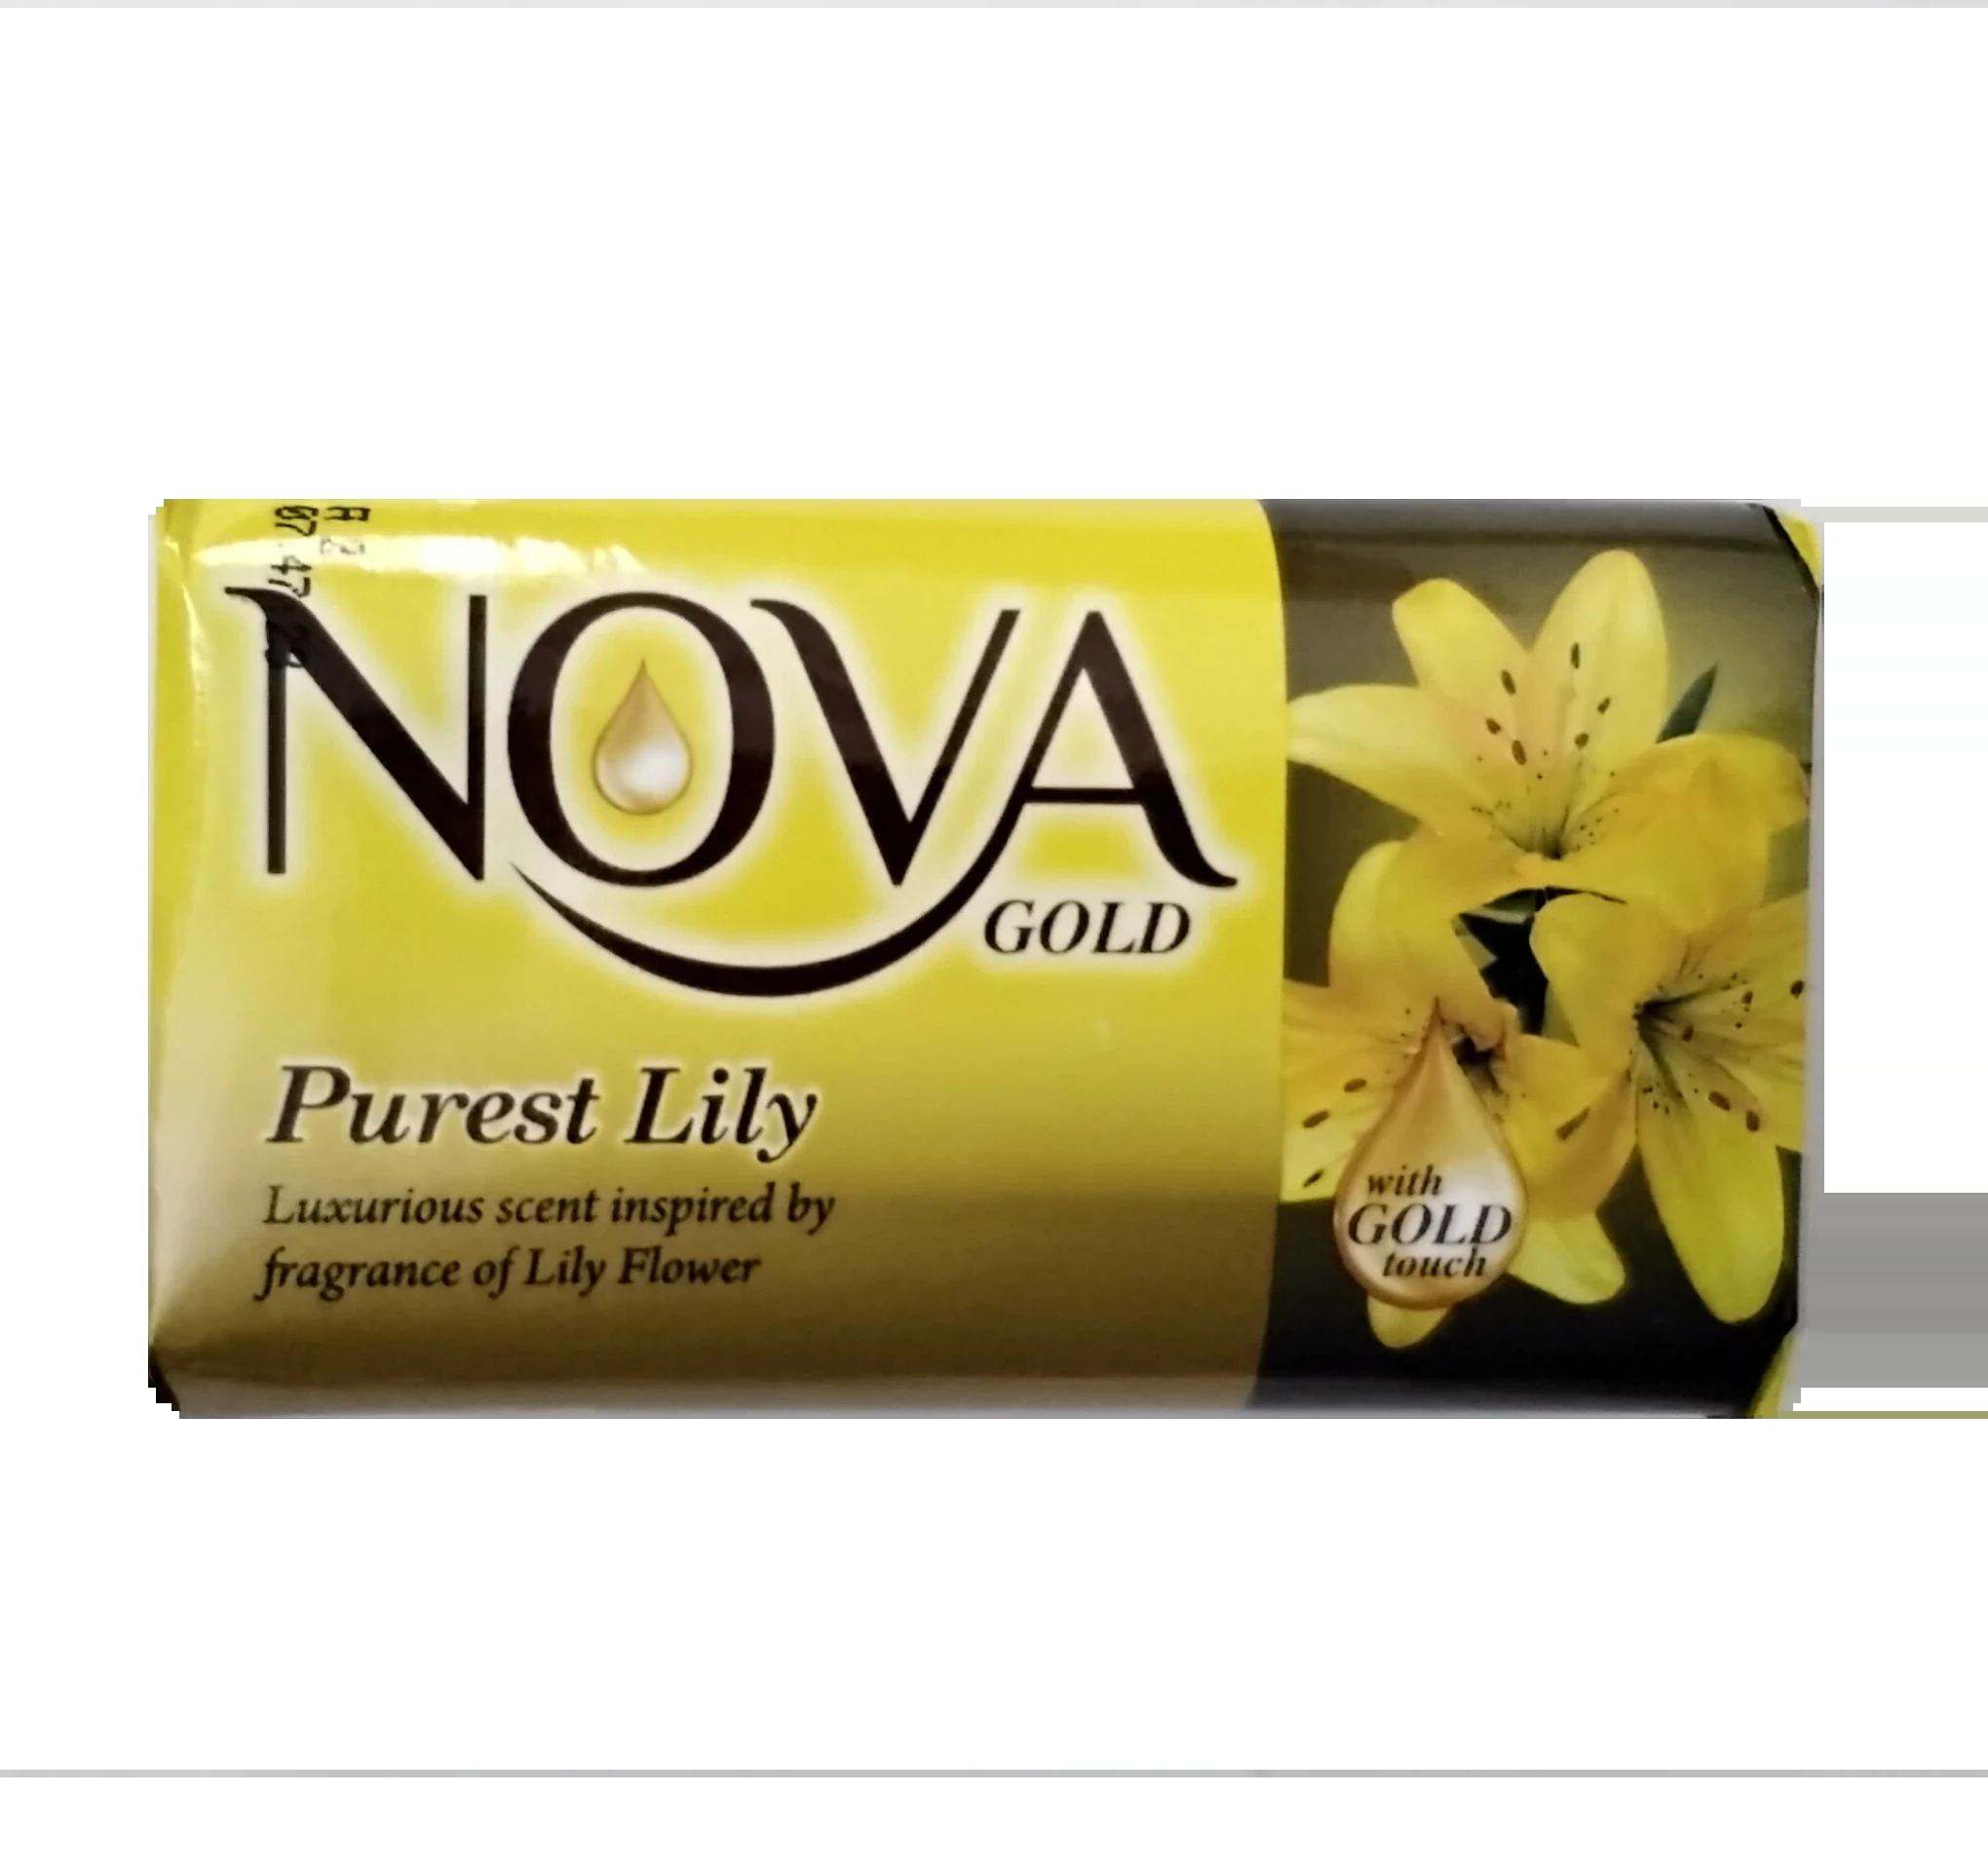 NOVA
GOLD
Purest Lily
Luxurious scent inspired by
fragrance of Lily Flower
with
GOLD
touch